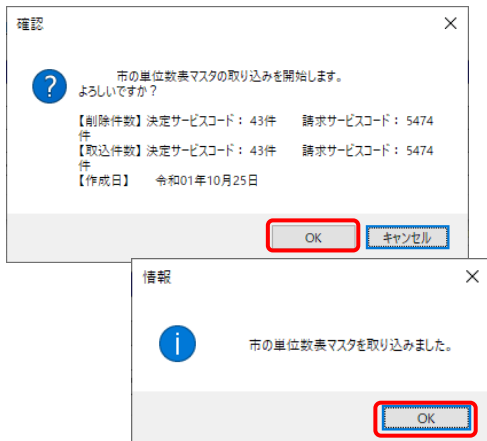 確認
市の単位数表マスタの取り込みを開始します。
よろしいですか？
【削除件数】決定サービスコード： 43件 請求サービスコード： 5474
件
【取込件数】決定サービスコード： 43件 請求サービスコード： 5474
件
【作成日】 令和01年10月25日
OK キャンセル
情報
市の単位数表マスタを取り込みました。
OK